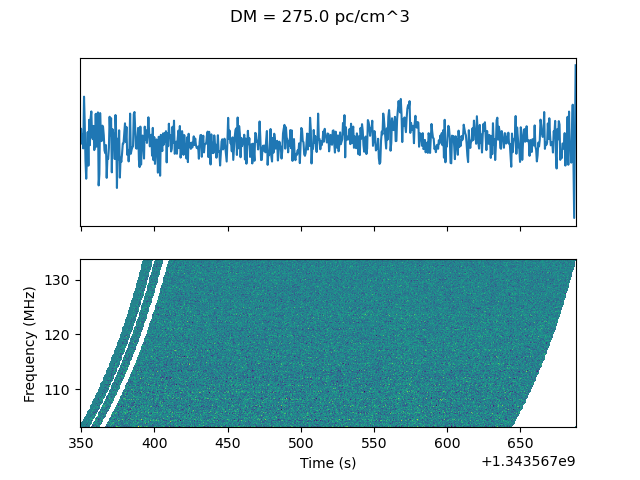 DM = 275.0 pc/cm^3
130
120
110
Frequency (MHz)
350 400 450 500 550 600 650
Time (s)
+1.343567e9